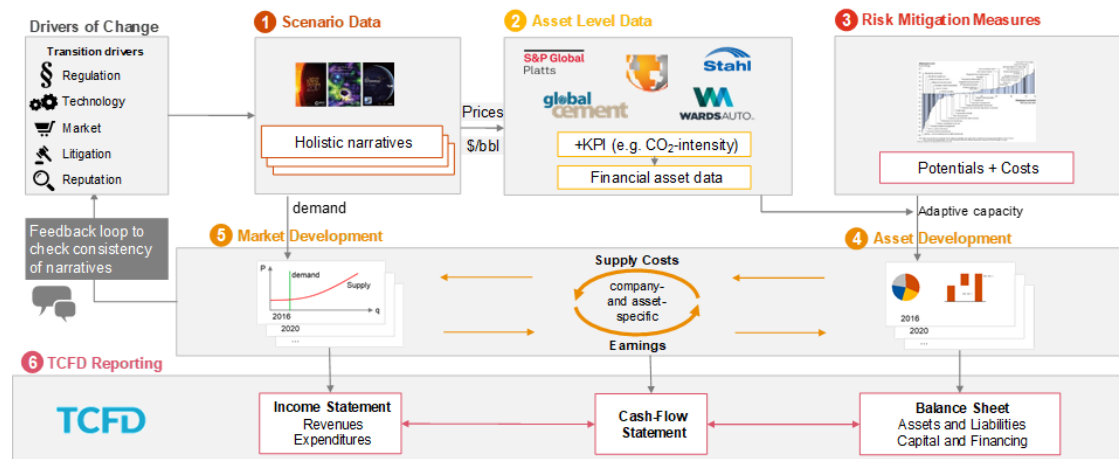 Drivers of Change
Transition drivers
§ Regulation
Technology
Market
Litigation
Reputation
Feedback loop to
check consistency
of narratives
1 Scenario Data
Holistic narratives
Prices
$/bbl
demand
2 Asset Level Data
S&P Global
Platts
Stahl
global
cement
WARDSAUTO.
+KPI (e.g. CO₂-intensity)
Financial asset data
3 Risk Mitigation Measures
Potentials + Costs
Adaptive capacity
5 Market Development
P
demand
Supply
q
2016
2020
...
Supply Costs
company-
and asset-
specific
Earnings
4 Asset Development
2016
2020
...
6 TCFD Reporting
TCFD
Income Statement
Revenues
Expenditures
Cash-Flow
Statement
Balance Sheet
Assets and Liabilities
Capital and Financing